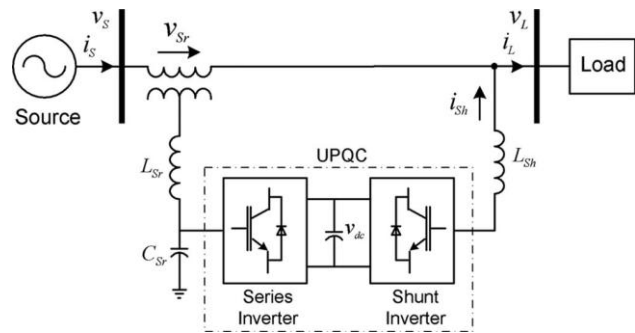 v_S
v_Sr
i_S
Source
i_L
v_L
Load
i_Sh
L_Sr
UPQC
L_Sh
v_dc
C_Sr
Series
Inverter
Shunt
Inverter